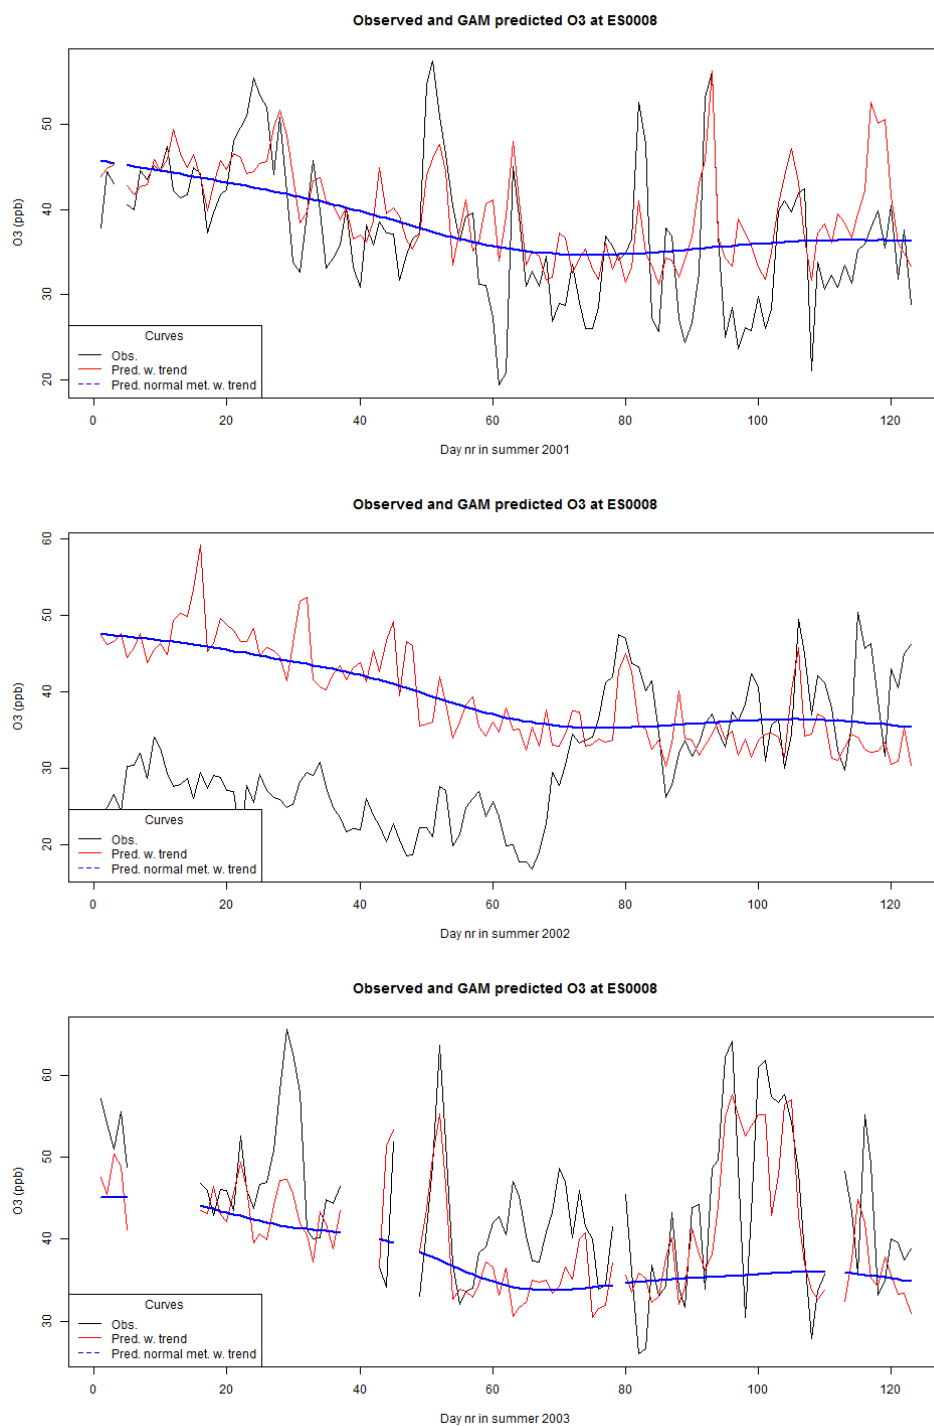 Observed and GAM predicted O3 at ES0008
O3 (ppb)
50
40
30
20
Curves
Obs.
Pred. w. trend
Pred. normal met. w. trend
0 20 40 60 80 100 120
Day nr in summer 2001
Observed and GAM predicted O3 at ES0008
O3 (ppb)
60
50
40
30
20
Curves
Obs.
Pred. w. trend
Pred. normal met. w. trend
0 20 40 60 80 100 120
Day nr in summer 2002
Observed and GAM predicted O3 at ES0008
O3 (ppb)
60
50
40
30
Curves
Obs.
Pred. w. trend
Pred. normal met. w. trend
0 20 40 60 80 100 120
Day nr in summer 2003